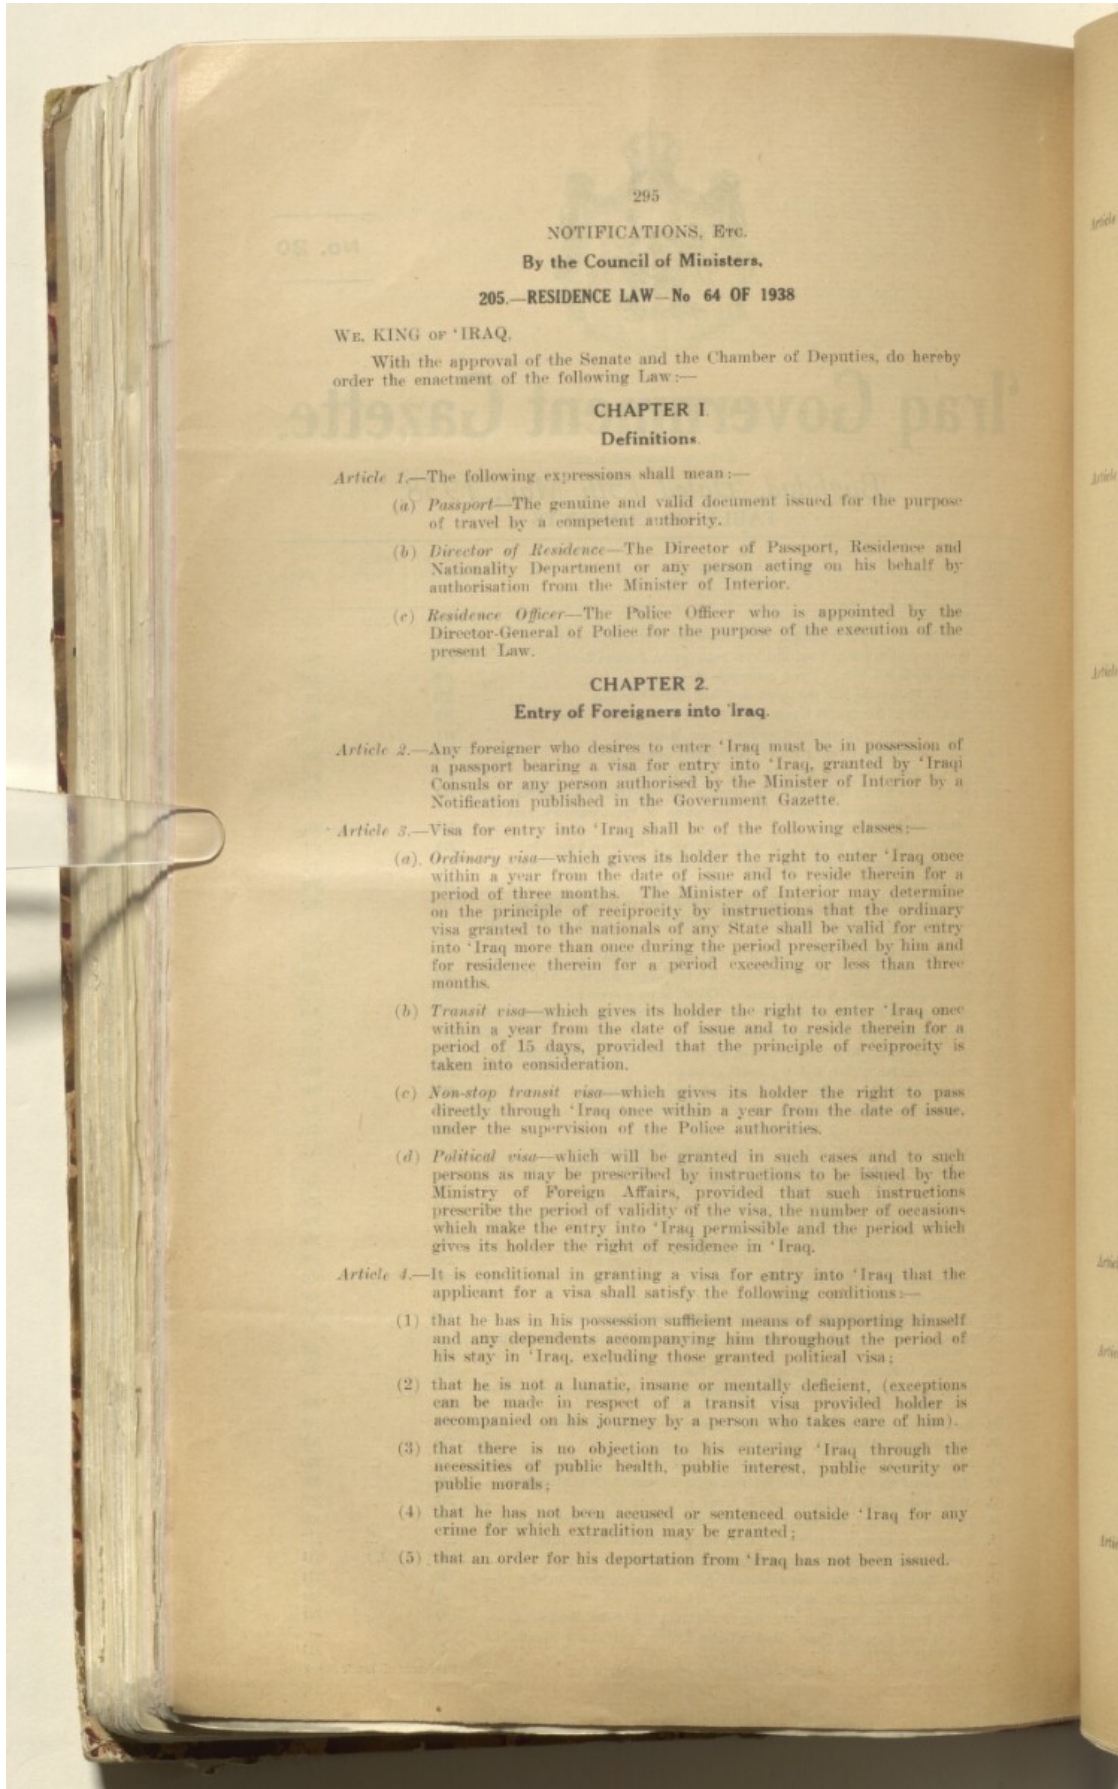 295
NOTIFICATIONS, ETC.
By the Council of Ministers.
205.—RESIDENCE LAW—No 64 OF 1938
WE, KING OF ‘IRAQ.
With the approval of the Senate and the Chamber of Deputies, do hereby
order the enactment of the following Law:—
CHAPTER I.
Definitions.
Article 1.—The following expressions shall mean:—
(a) Passport—The genuine and valid document issued for the purpose
of travel by a competent authority.
(b) Director of Residence—The Director of Passport, Residence and
Nationality Department or any person acting on his behalf by
authorisation from the Minister of Interior.
(c) Residence Officer—The Police Officer who is appointed by the
Director-General of Police for the purpose of the execution of the
present Law.
CHAPTER 2.
Entry of Foreigners into ‘Iraq.
Article 2.—Any foreigner who desires to enter ‘Iraq must be in possession of
a passport bearing a visa for entry into ‘Iraq, granted by ‘Iraqi
Consuls or any person authorised by the Minister of Interior by a
Notification published in the Government Gazette.
Article 3.—Visa for entry into ‘Iraq shall be of the following classes:—
(a). Ordinary visa—which gives its holder the right to enter ‘Iraq once
within a year from the date of issue and to reside therein for a
period of three months. The Minister of Interior may determine
on the principle of reciprocity by instructions that the ordinary
visa granted to the nationals of any State shall be valid for entry
into ‘Iraq more than once during the period prescribed by him and
for residence therein for a period exceeding or less than three
months.
(b) Transit visa—which gives its holder the right to enter ‘Iraq once
within a year from the date of issue and to reside therein for a
period of 15 days, provided that the principle of reciprocity is
taken into consideration.
(c) Non-stop transit visa—which gives its holder the right to pass
directly through ‘Iraq once within a year from the date of issue,
under the supervision of the Police authorities.
(d) Political visa—which will be granted in such cases and to such
persons as may be prescribed by instructions to be issued by the
Ministry of Foreign Affairs, provided that such instructions
prescribe the period of validity of the visa, the number of occasions
which make the entry into ‘Iraq permissible and the period which
gives its holder the right of residence in ‘Iraq.
Article 4.—It is conditional in granting a visa for entry into ‘Iraq that the
applicant for a visa shall satisfy the following conditions:—
(1) that he has in his possession sufficient means of supporting himself
and any dependents accompanying him throughout the period of
his stay in ‘Iraq, excluding those granted political visa;
(2) that he is not a lunatic, insane or mentally deficient, (exceptions
can be made in respect of a transit visa provided holder is
accompanied on his journey by a person who takes care of him).
(3) that there is no objection to his entering ‘Iraq through the
necessities of public health, public interest, public security or
public morals;
(4) that he has not been accused or sentenced outside ‘Iraq for any
crime for which extradition may be granted;
(5) that an order for his deportation from ‘Iraq has not been issued.
Article
Article
Article